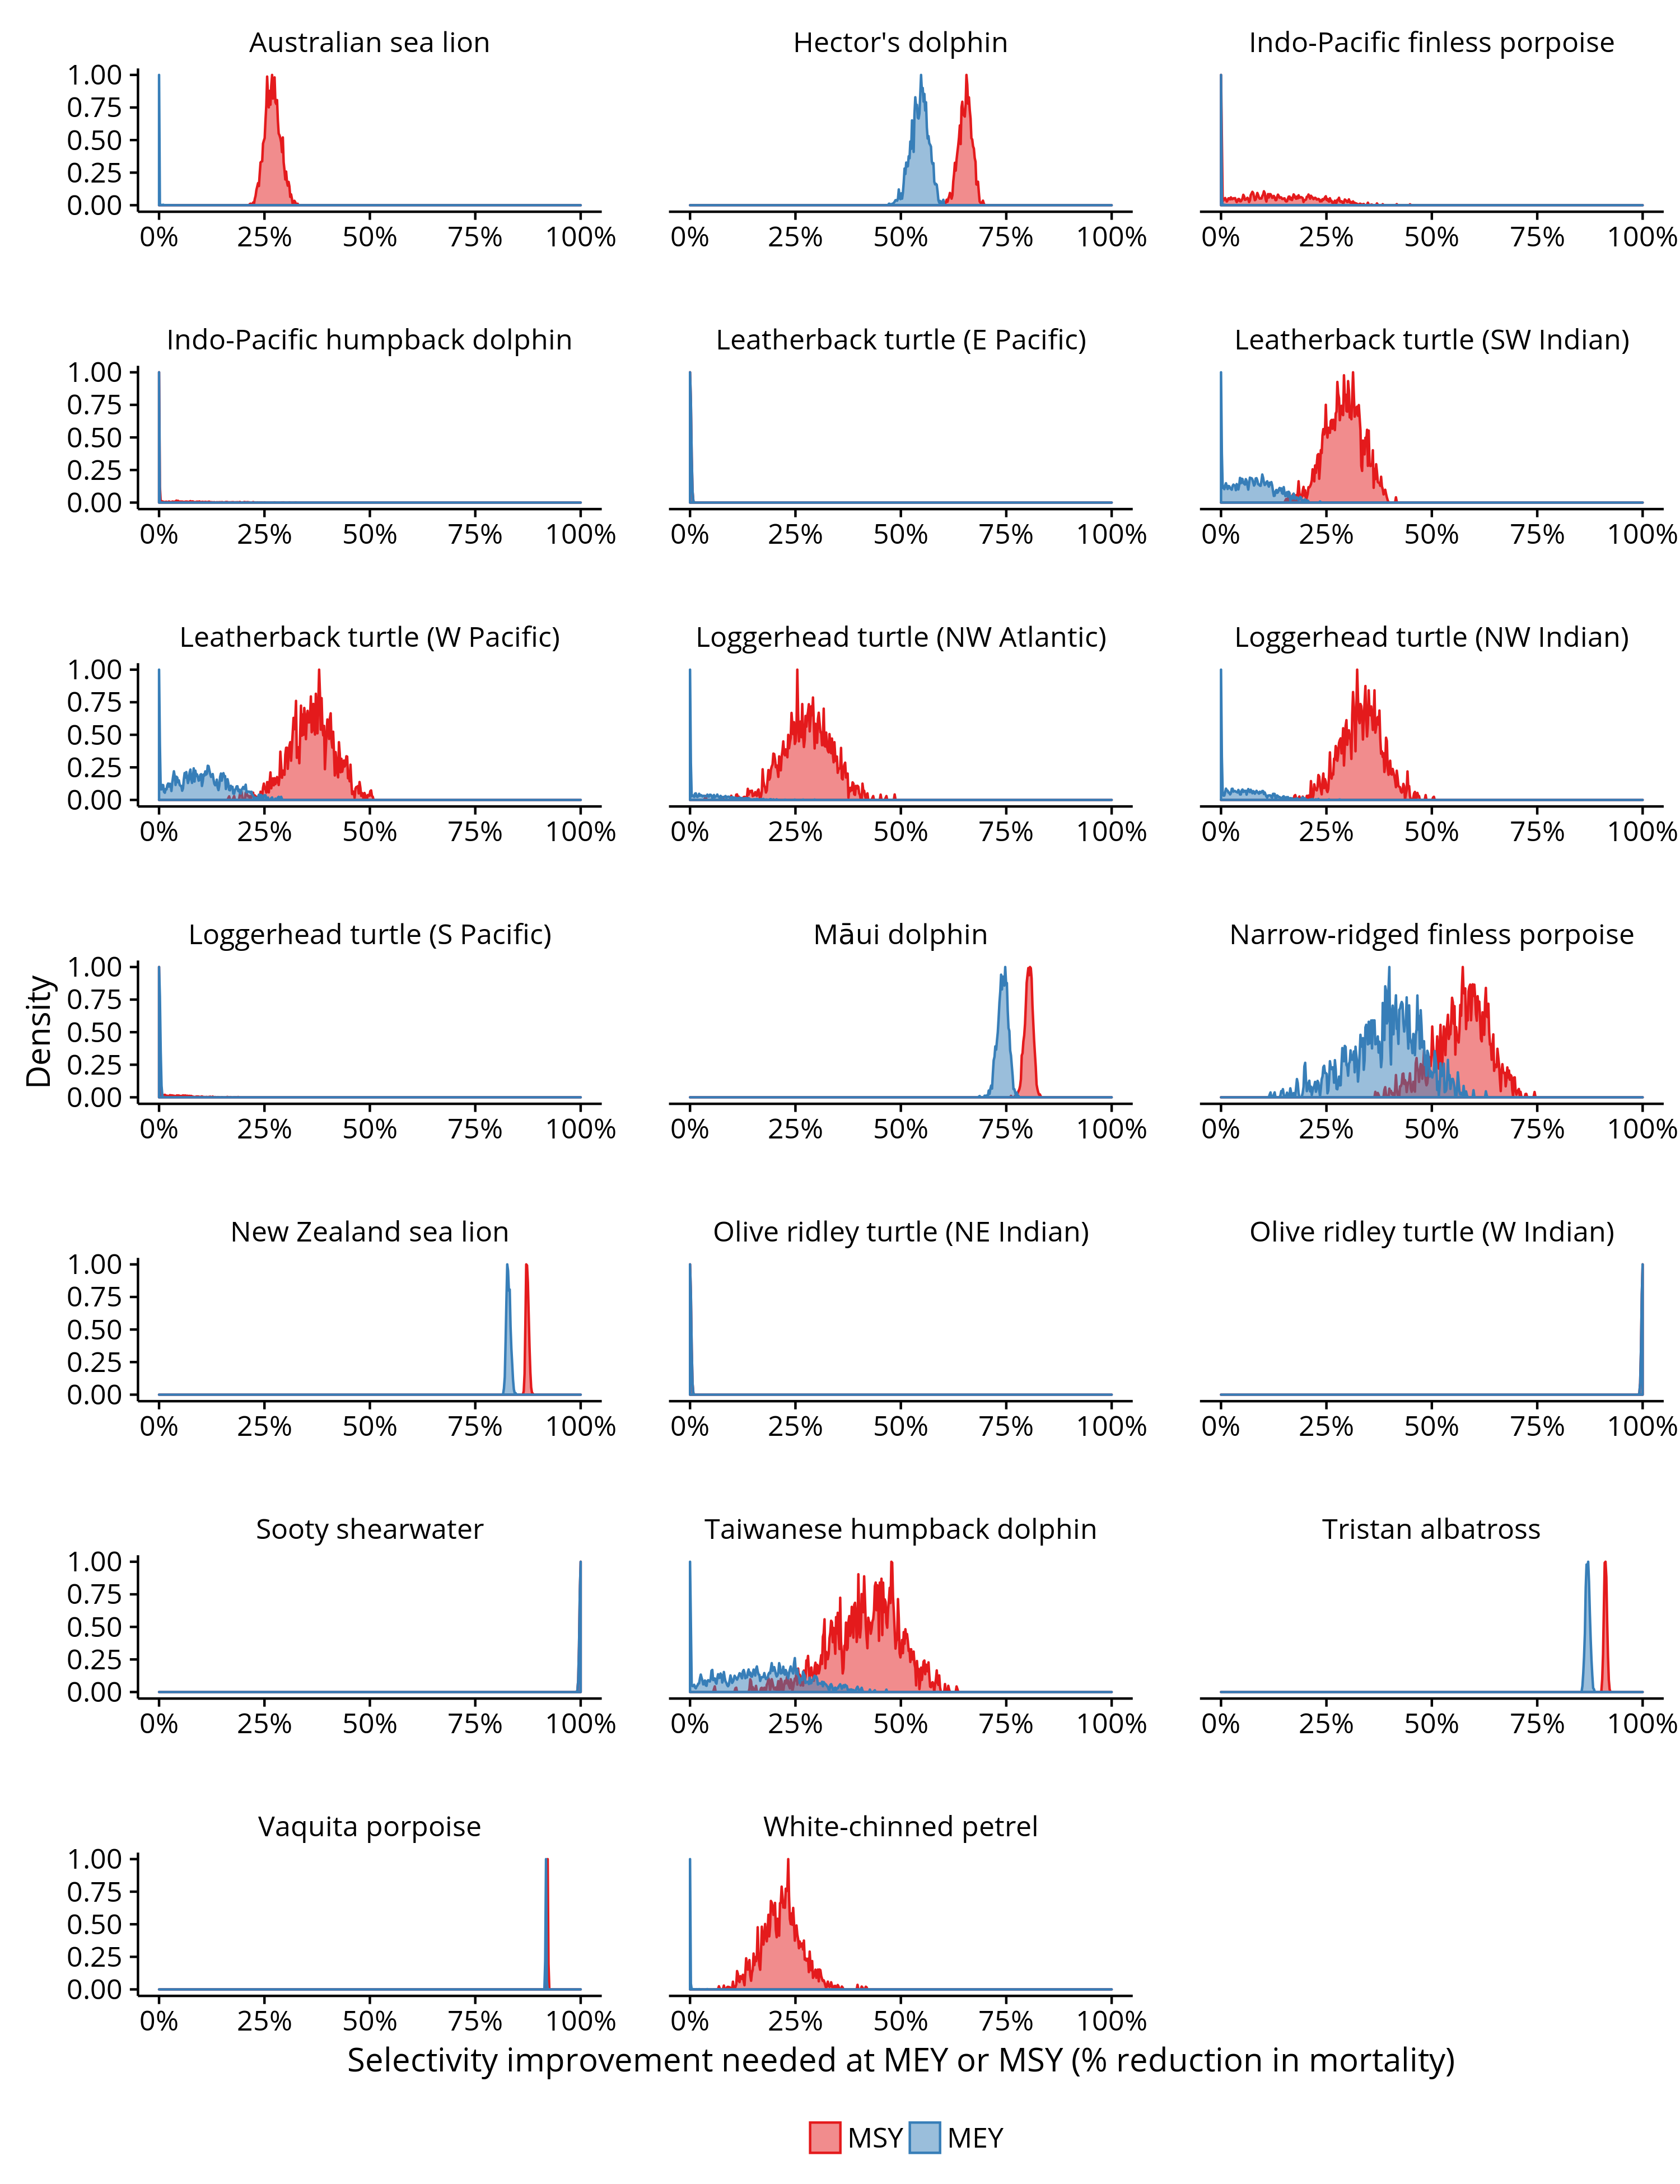 Australian sea lion
Hector's dolphin
Indo-Pacific finless porpoise
1.00
0.75
0.50
0.25
0.00
0% 25% 50% 75% 100%
0% 25% 50% 75% 100%
0% 25% 50% 75% 100%
Indo-Pacific humpback dolphin
Leatherback turtle (E Pacific)
Leatherback turtle (SW Indian)
1.00
0.75
0.50
0.25
0.00
0% 25% 50% 75% 100%
0% 25% 50% 75% 100%
0% 25% 50% 75% 100%
Leatherback turtle (W Pacific)
Loggerhead turtle (NW Atlantic)
Loggerhead turtle (NW Indian)
1.00
0.75
0.50
0.25
0.00
0% 25% 50% 75% 100%
0% 25% 50% 75% 100%
0% 25% 50% 75% 100%
Density
Loggerhead turtle (S Pacific)
Māui dolphin
Narrow-ridged finless porpoise
1.00
0.75
0.50
0.25
0.00
0% 25% 50% 75% 100%
0% 25% 50% 75% 100%
0% 25% 50% 75% 100%
New Zealand sea lion
Olive ridley turtle (NE Indian)
Olive ridley turtle (W Indian)
1.00
0.75
0.50
0.25
0.00
0% 25% 50% 75% 100%
0% 25% 50% 75% 100%
0% 25% 50% 75% 100%
Sooty shearwater
Taiwanese humpback dolphin
Tristan albatross
1.00
0.75
0.50
0.25
0.00
0% 25% 50% 75% 100%
0% 25% 50% 75% 100%
0% 25% 50% 75% 100%
Vaquita porpoise
White-chinned petrel
1.00
0.75
0.50
0.25
0.00
0% 25% 50% 75% 100%
0% 25% 50% 75% 100%
Selectivity improvement needed at MEY or MSY (% reduction in mortality)
MSY MEY